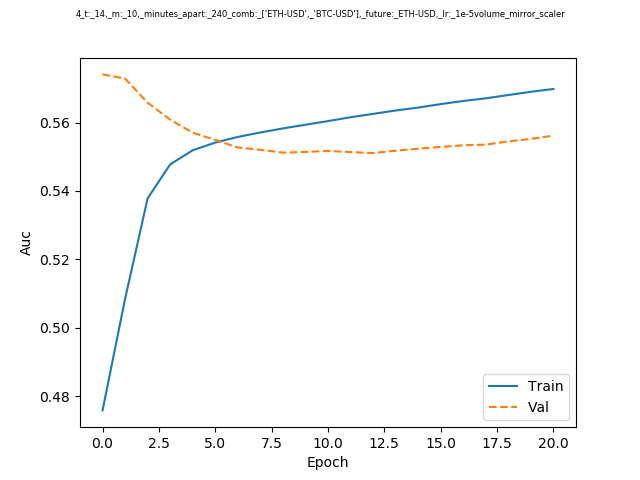 4_t:_14,_m:_10,_minutes_apart:_240_comb:_['ETH-USD',_'BTC-USD'],_future:_ETH-USD,_lr:_1e-5volume_mirror_scaler
0.56
0.54
0.52
0.50
0.48
Auc
Train
Val
0.0 2.5 5.0 7.5 10.0 12.5 15.0 17.5 20.0
Epoch